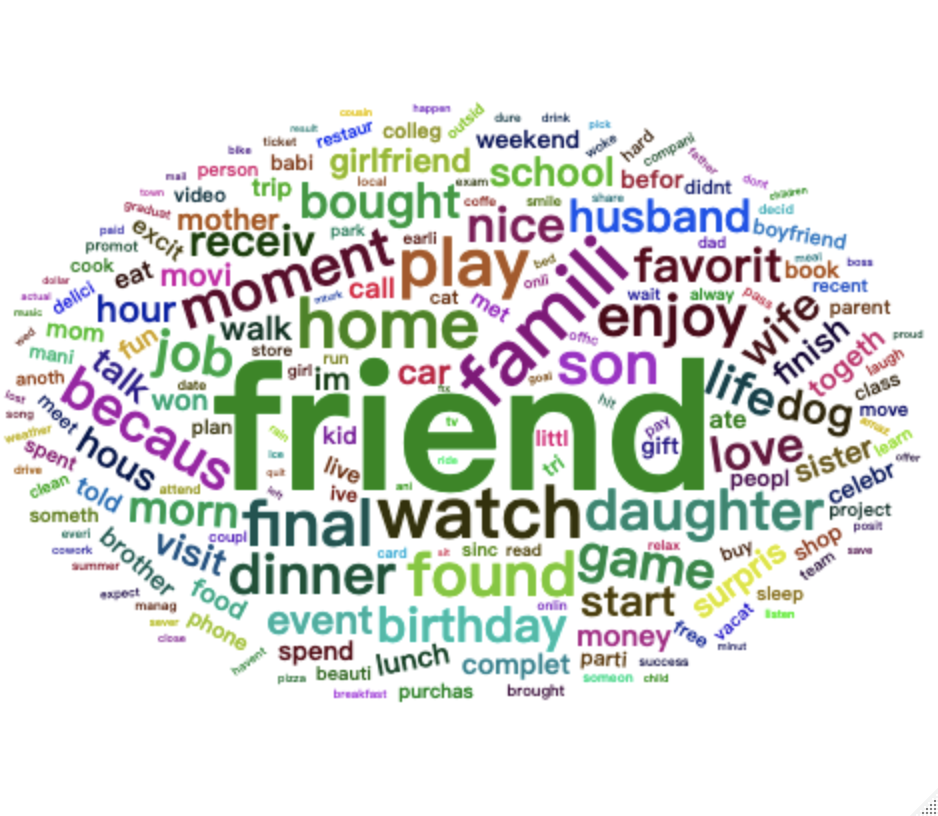 cousin
happen
outsid
dure
drink
pick
result
restaur
colleg
weekend
woke
hard
compani
father
bike
ticket
babi
girlfriend
school
befor
didnt
dont
children
mail
person
trip
local
exam
smile
share
decid
town
video
bought
coffe
nice
husband
boyfriend
graduat
mother
park
earli
dad
meal
boss
paid
excit
receiv
moment
play
famili
favorit
book
recent
promot
cook
eat
movi
call
cat
met
bed
onli
wait
alway
pass
parent
dollar
actual
delici
hour
walk
home
offic
enjoy
wife
finish
proud
music
mom
fun
job
store
run
girl
im
car
goal
son
life
togeth
laugh
mani
talk
date
won
friend
fix
hit
dog
class
anoth
becaus
plan
kid
tv
littl
pay
gift
ate
move
amaz
learn
lost
song
meet
hous
rain
ice
ride
tri
love
sister
offer
weather
spent
live
quit
peopl
celebr
drive
clean
told
attend
left
ive
ani
watch
daughter
project
posit
someth
morn
final
everi
cowork
brother
visit
coupl
card
sit
sinc
read
relax
buy
shop
team
save
summer
dinner
found
game
surpris
sleep
expect
manag
food
event
birthday
onlin
start
free
vacat
listen
sever
close
phone
money
minut
havent
spend
beauti
lunch
complet
parti
success
pizza
someon
child
breakfast
purchas
brought